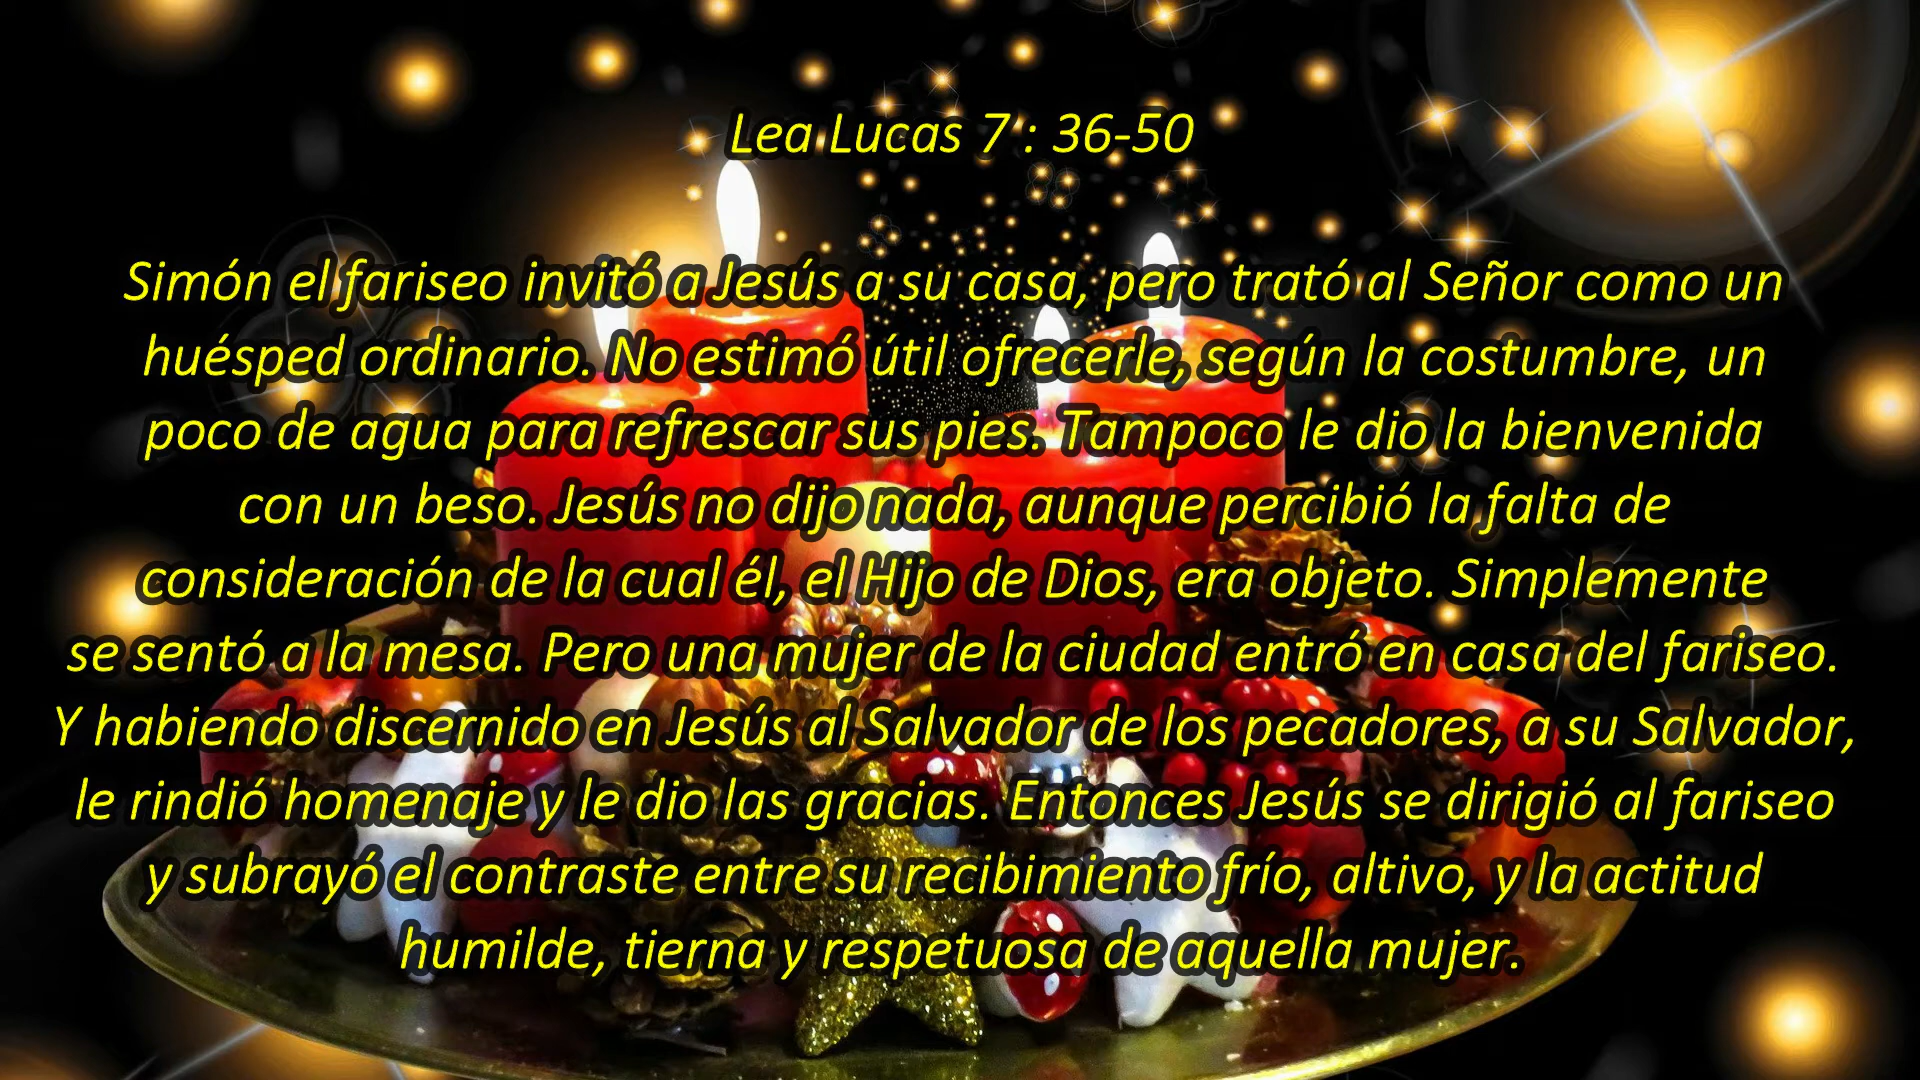 Lea Lucas 7 : 36-50
Simón el fariseo invitó a Jesús a su casa, pero trató al Señor como un
huésped ordinario. No estimó útil ofrecerle, según la costumbre, un
poco de agua para refrescar sus pies. Tampoco le dio la bienvenida
con un beso. Jesús no dijo nada, aunque percibió la falta de
consideración de la cual él, el Hijo de Dios, era objeto. Simplemente
se sentó a la mesa. Pero una mujer de la ciudad entró en casa del fariseo.
Y habiendo discernido en Jesús al Salvador de los pecadores, a su Salvador,
le rindió homenaje y le dio las gracias. Entonces Jesús se dirigió al fariseo
y subrayó el contraste entre su recibimiento frío, altivo, y la actitud
humilde, tierna y respetuosa de aquella mujer.